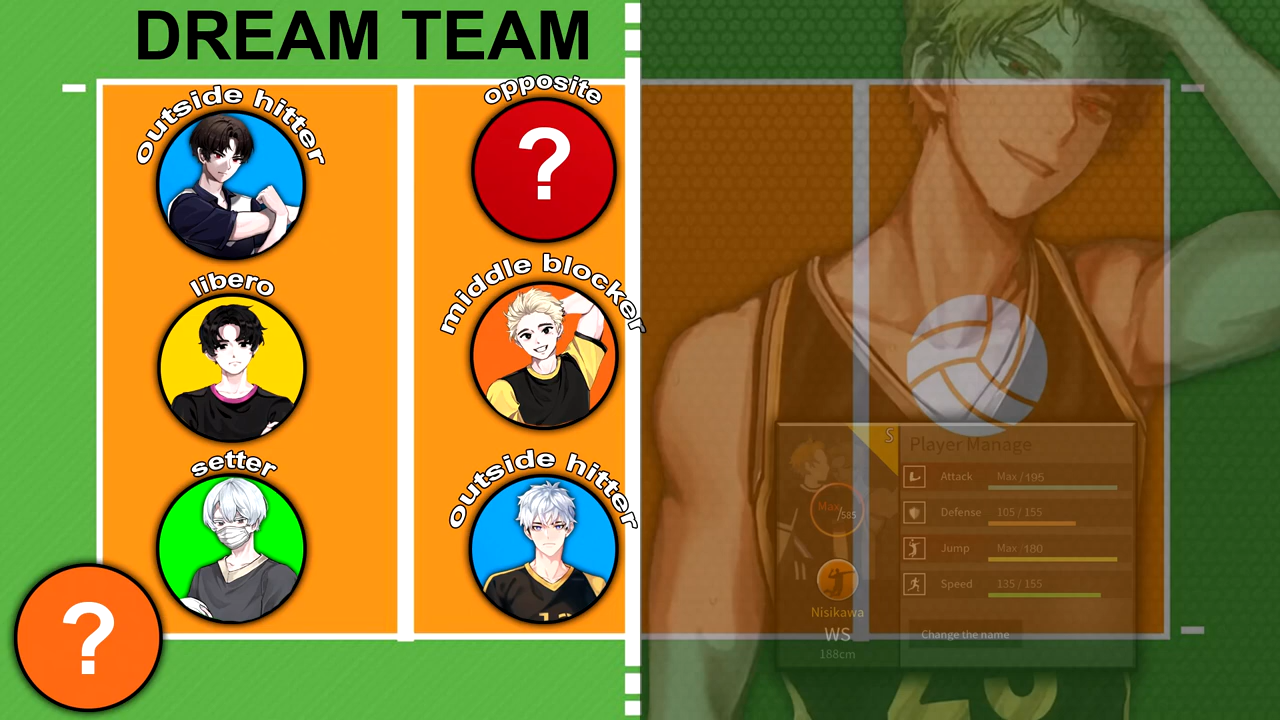 DREAM TEAM
outside hitter
opposite
?
libero
middle blocker
setter
outside hitter
?
S
Player Manage
Attack Max / 195
Defense 105 / 155
Jump Max / 180
Speed 135 / 155
Max /585
Nisikawa
WS
188cm
Change the name